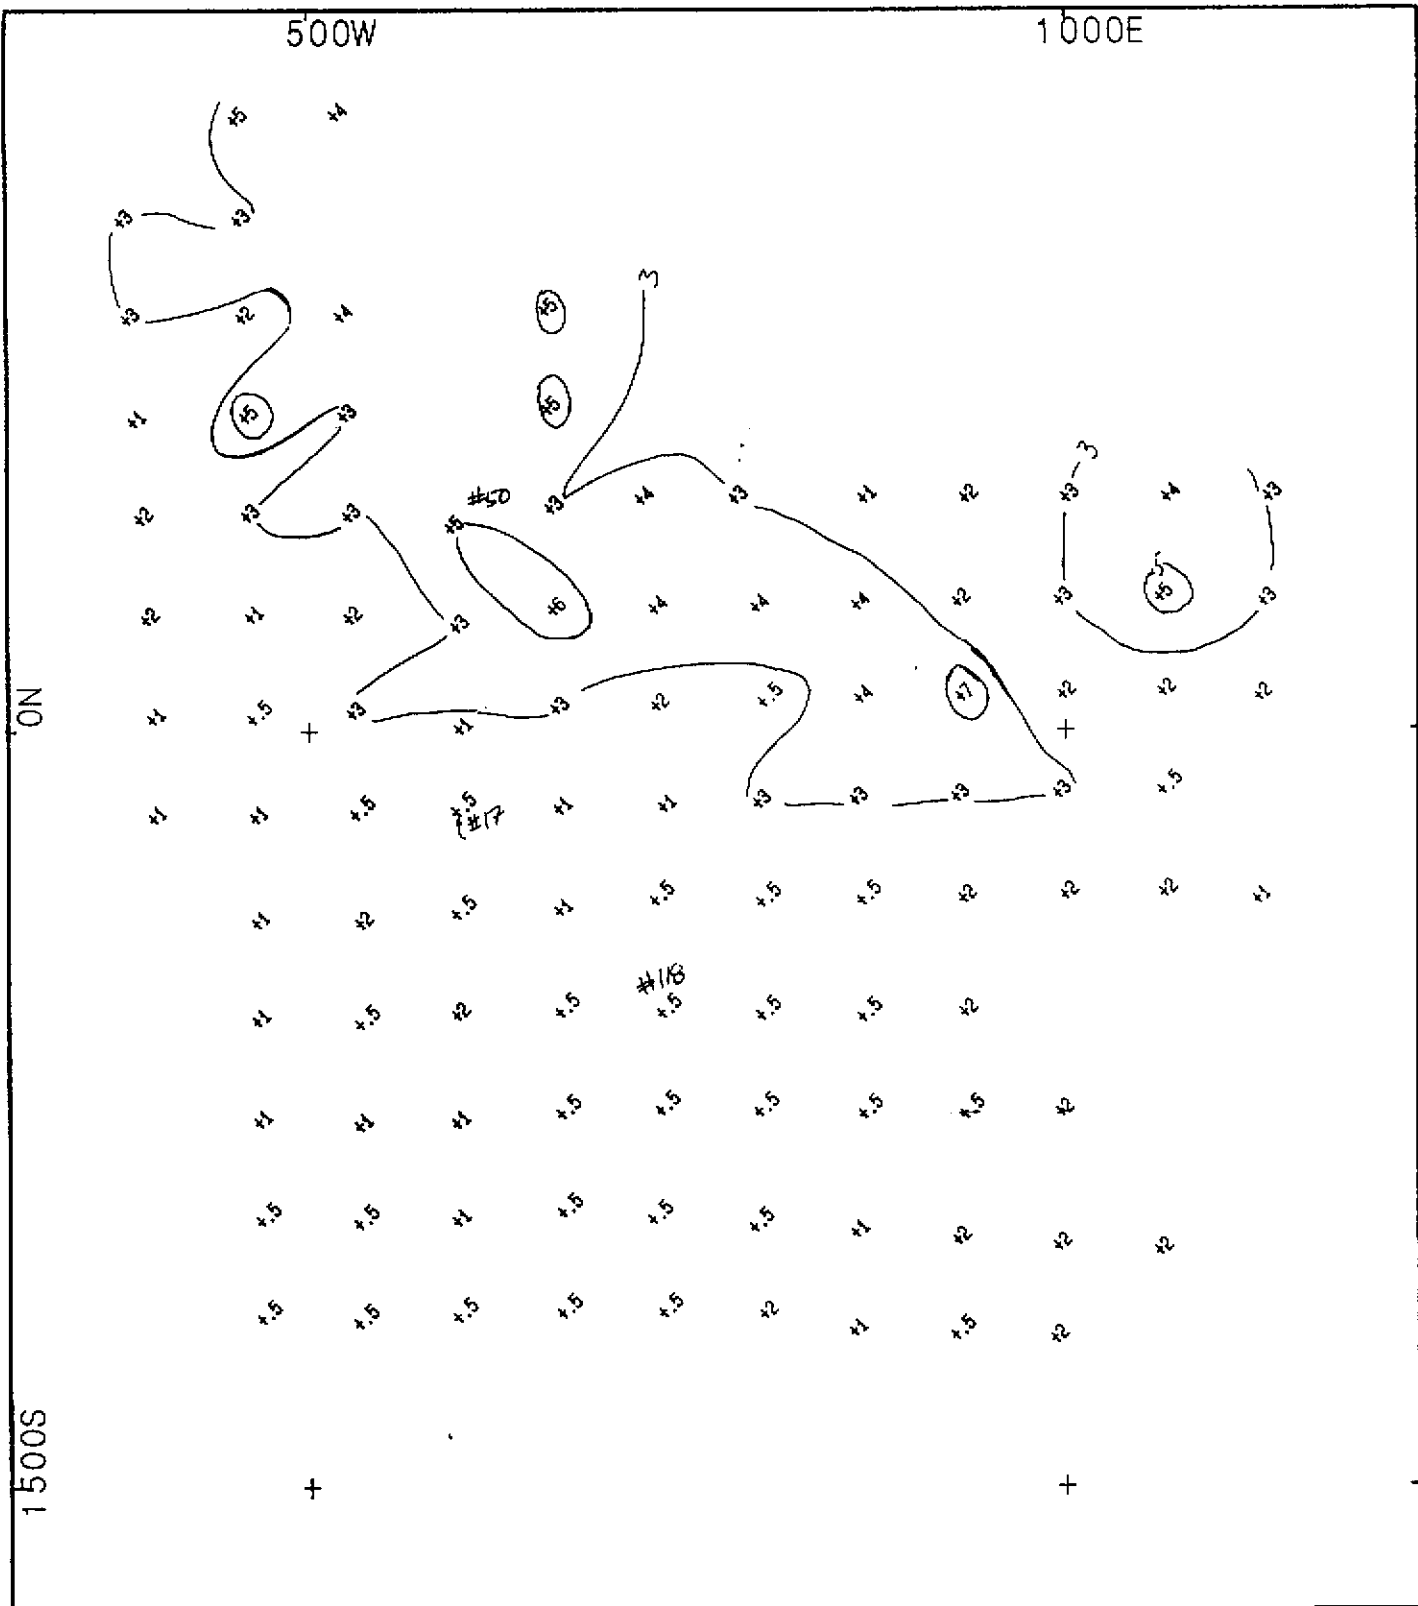 500W 1000E
+5 +4
+3 +3
3
+3 +2 +4 +5
+1 +5 +3 +5
3
#50
+2 +3 +3 +5 +3 +4 +3 +1 +2 +3 +4 +3
5
+2 +1 +2 +3 +6 +4 +4 +4 +2 +3 +5 +3
0N
+1 +.5 +3 +1 +3 +2 +.5 +4 +7 +2 +2 +2
+1 +1 +.5 +.5 +1 +1 +3 +3 +3 +3 +.5
#17
+1 +2 +.5 +1 +.5 +.5 +.5 +2 +2 +2 +1
#118
+1 +.5 +2 +.5 +.5 +.5 +.5 +2
+1 +1 +1 +.5 +.5 +.5 +.5 +.5 +2
+.5 +.5 +1 +.5 +.5 +.5 +1 +2 +2 +2
+.5 +.5 +.5 +.5 +.5 +2 +1 +.5 +2
1500S